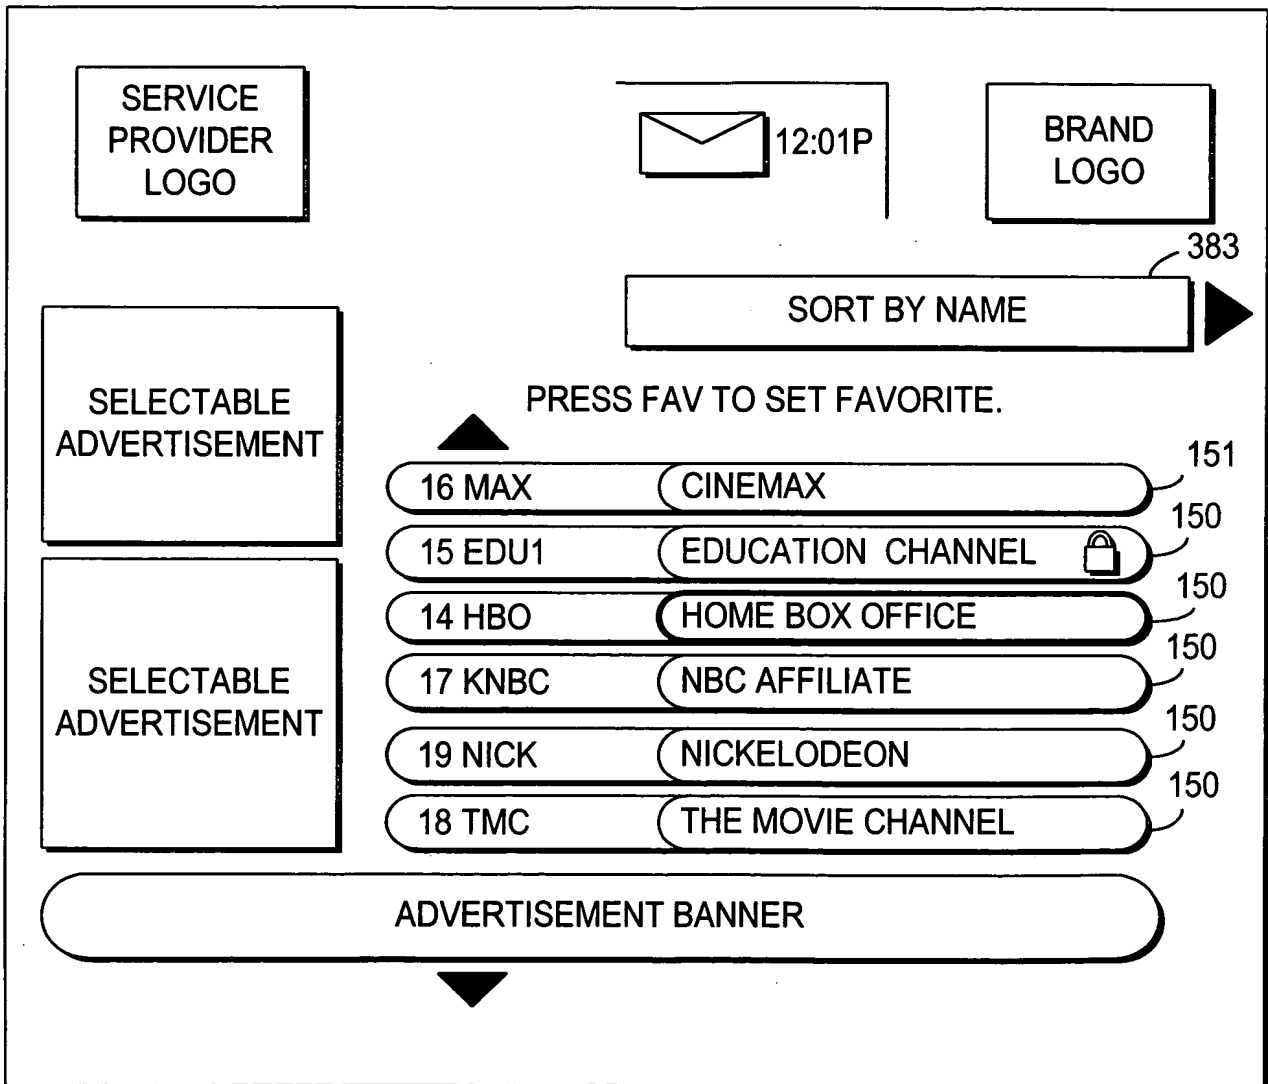 SERVICE
PROVIDER
LOGO
12:01P
BRAND
LOGO
383
SORT BY NAME
SELECTABLE
ADVERTISEMENT
PRESS FAV TO SET FAVORITE.
16 MAX CINEMAX 151
15 EDU1 EDUCATION CHANNEL 150
14 HBO HOME BOX OFFICE 150
SELECTABLE
ADVERTISEMENT
17 KNBC NBC AFFILIATE 150
19 NICK NICKELODEON 150
18 TMC THE MOVIE CHANNEL 150
ADVERTISEMENT BANNER